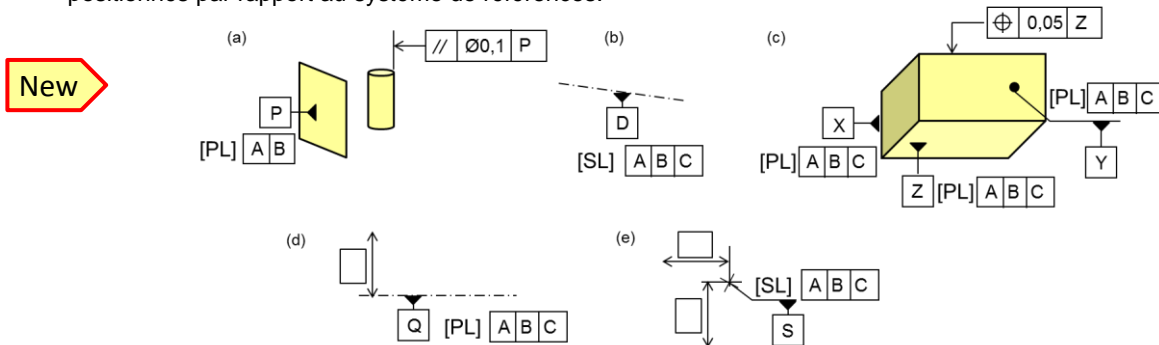 positionnés par rapport au système de références.
New
(a)
// Ø0,1 P
P
[PL] A B
(b)
D
[SL] A B C
(c)
⌖ 0,05 Z
X
[PL] A B C
[PL] A B C
Y
Z [PL] A B C
(d)
Q [PL] A B C
(e)
[SL] A B C
S